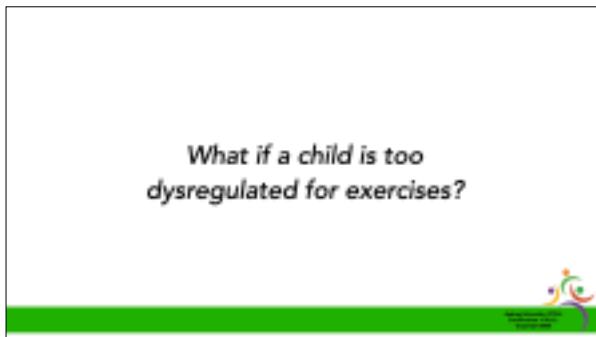 What if a child is too
dysregulated for exercises?